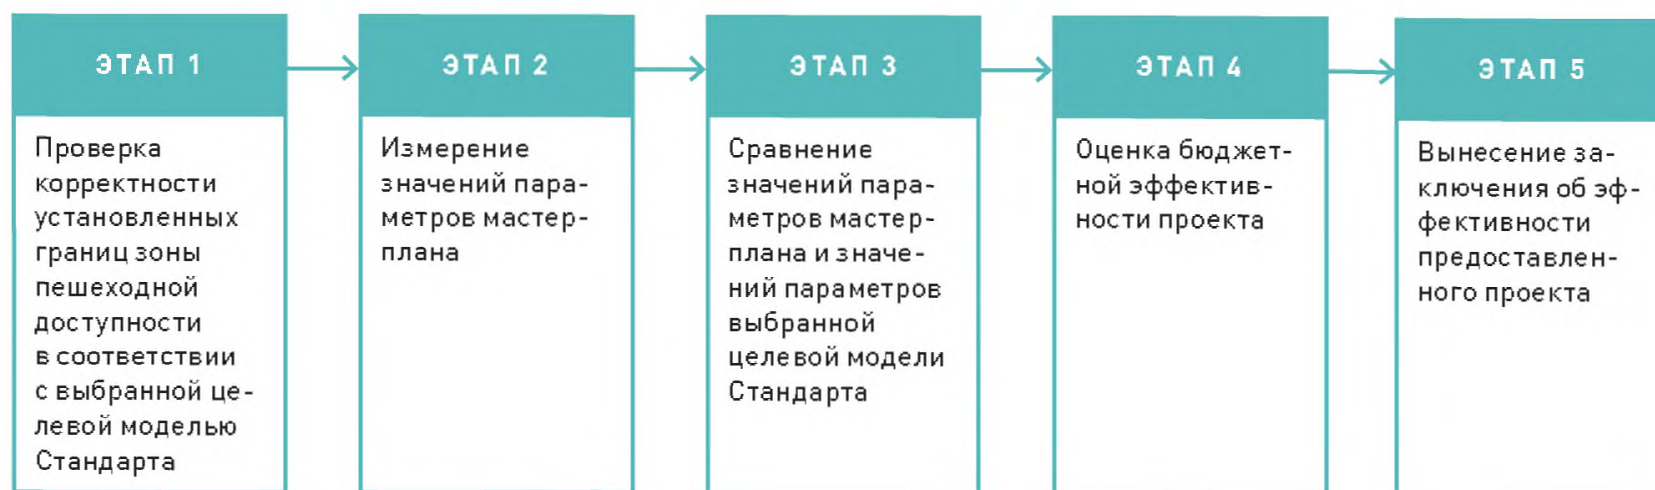 ЭТАП 1
Проверка
корректности
установленных
границ зоны
пешеходной
доступности
в соответствии
с выбранной це-
левой моделью
Стандарта
ЭТАП 2
Измерение
значений пара-
метров мастер-
плана
ЭТАП 3
Сравнение
значений пара-
метров мастер-
плана и значе-
ний параметров
выбранной
целевой модели
Стандарта
ЭТАП 4
Оценка бюджет-
ной эффектив-
ности проекта
ЭТАП 5
Вынесение за-
ключения об эф-
фективности
предоставлен-
ного проекта